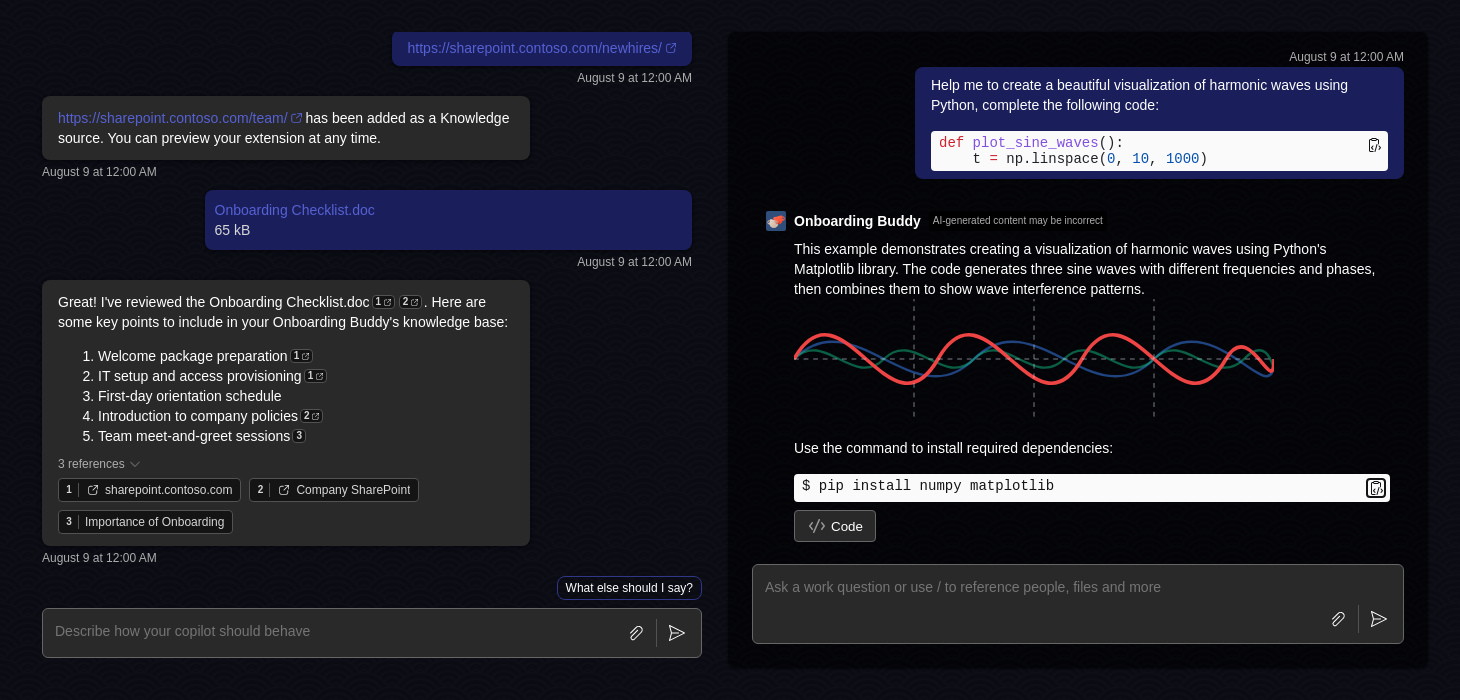 https://sharepoint.contoso.com/newhires/
August 9 at 12:00 AM
https://sharepoint.contoso.com/team/ has been added as a Knowledge
source. You can preview your extension at any time.
August 9 at 12:00 AM
Onboarding Checklist.doc
65 kB
August 9 at 12:00 AM
Great! I've reviewed the Onboarding Checklist.doc 1 2 . Here are
some key points to include in your Onboarding Buddy's knowledge base:
1. Welcome package preparation 1
2. IT setup and access provisioning 1
3. First-day orientation schedule
4. Introduction to company policies 2
5. Team meet-and-greet sessions 3
3 references
1 sharepoint.contoso.com 2 Company SharePoint
3 Importance of Onboarding
August 9 at 12:00 AM
What else should I say?
Describe how your copilot should behave
August 9 at 12:00 AM
Help me to create a beautiful visualization of harmonic waves using
Python, complete the following code:
def plot_sine_waves():
    t = np.linspace(0, 10, 1000)
Onboarding Buddy AI-generated content may be incorrect
This example demonstrates creating a visualization of harmonic waves using Python's
Matplotlib library. The code generates three sine waves with different frequencies and phases,
then combines them to show wave interference patterns.
Use the command to install required dependencies:
$ pip install numpy matplotlib
Code
Ask a work question or use / to reference people, files and more